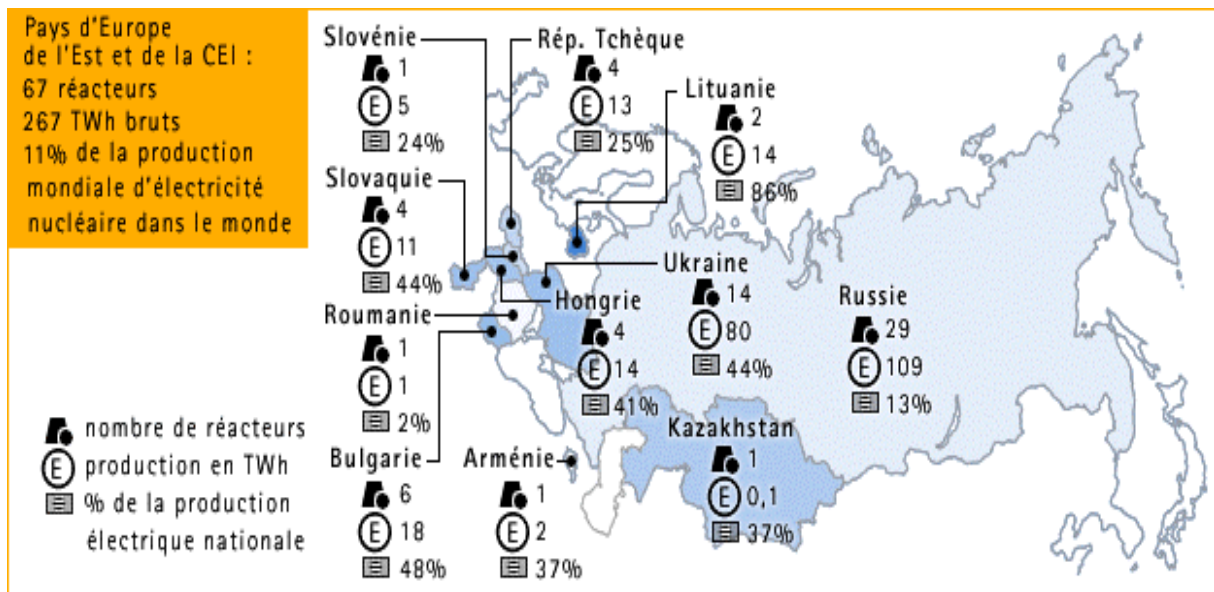 Pays d'Europe
de l'Est et de la CEI :
67 réacteurs
267 TWh bruts
11% de la production
mondiale d'électricité
nucléaire dans le monde
Slovénie
1
E 5
24%
Rép. Tchèque
4
E 13
25%
Lituanie
2
E 14
86%
Slovaquie
4
E 11
44%
Ukraine
14
E 80
44%
Hongrie
4
E 14
41%
Russie
29
E 109
13%
Roumanie
1
E 1
2%
Kazakhstan
1
E 0,1
37%
Bulgarie
6
E 18
48%
Arménie
1
E 2
37%
nombre de réacteurs
E production en TWh
% de la production
électrique nationale